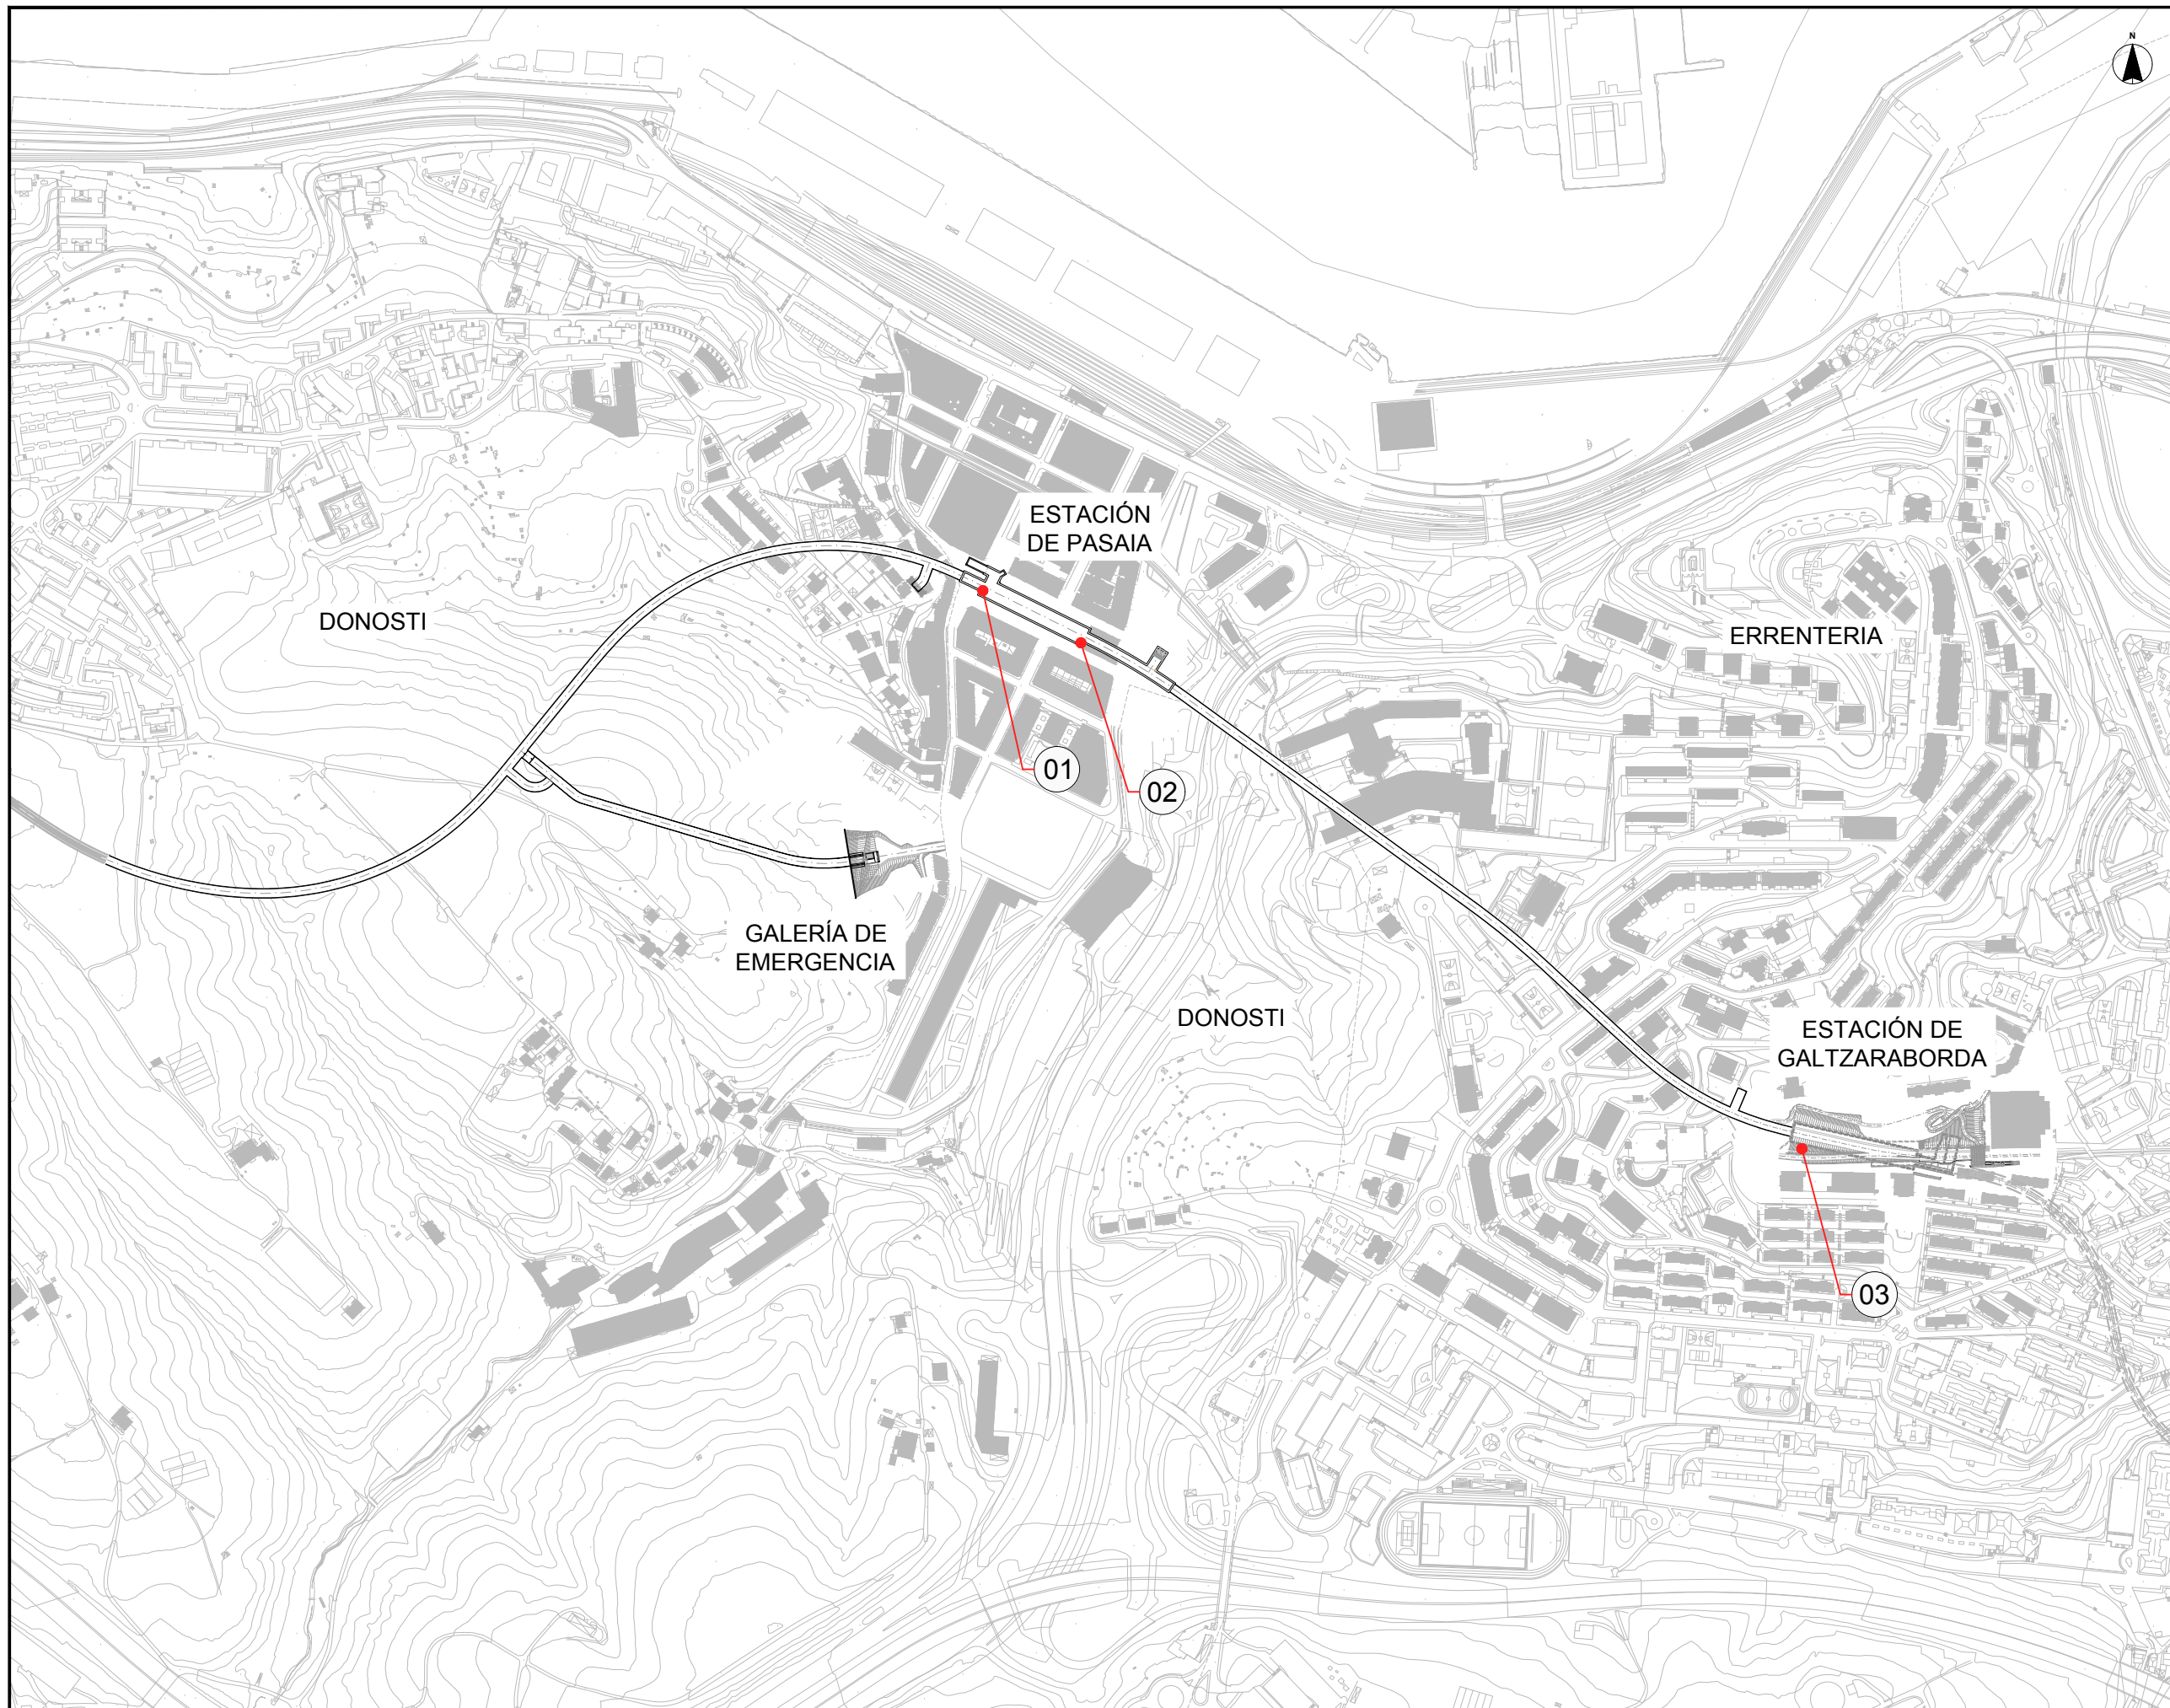 N
ESTACIÓN
DE PASAIA
DONOSTI
ERRENTERIA
01
02
GALERÍA DE
EMERGENCIA
DONOSTI
ESTACIÓN DE
GALTZARABORDA
03